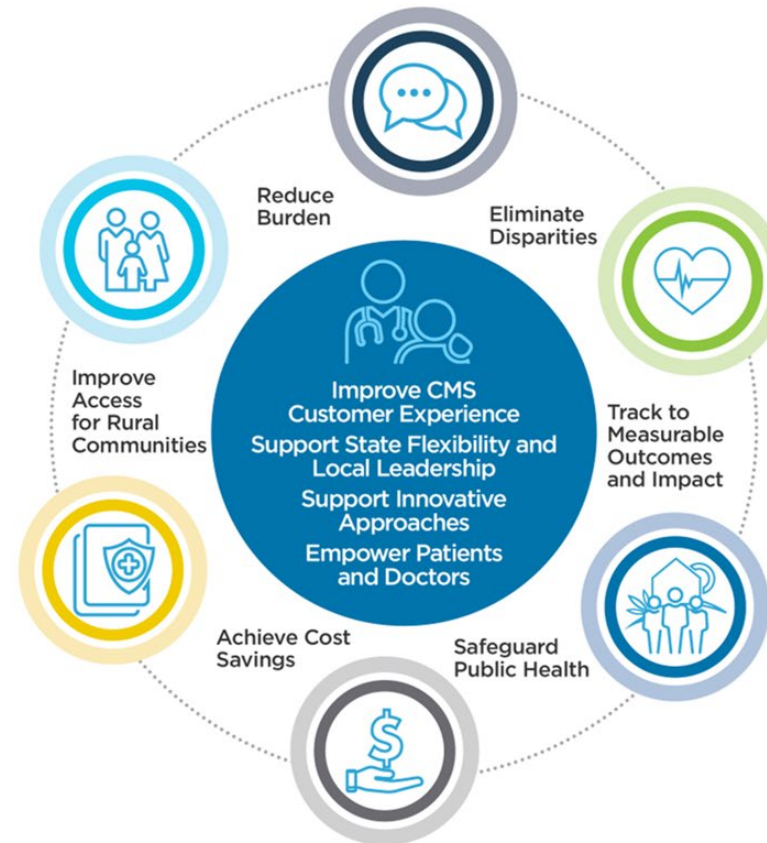 Reduce
Burden
Eliminate
Disparities
Improve
Access
for Rural
Communities
Improve CMS
Customer Experience
Support State Flexibility and
Local Leadership
Support Innovative
Approaches
Empower Patients
and Doctors
Track to
Measurable
Outcomes
and Impact
Achieve Cost
Savings
Safeguard
Public Health
$